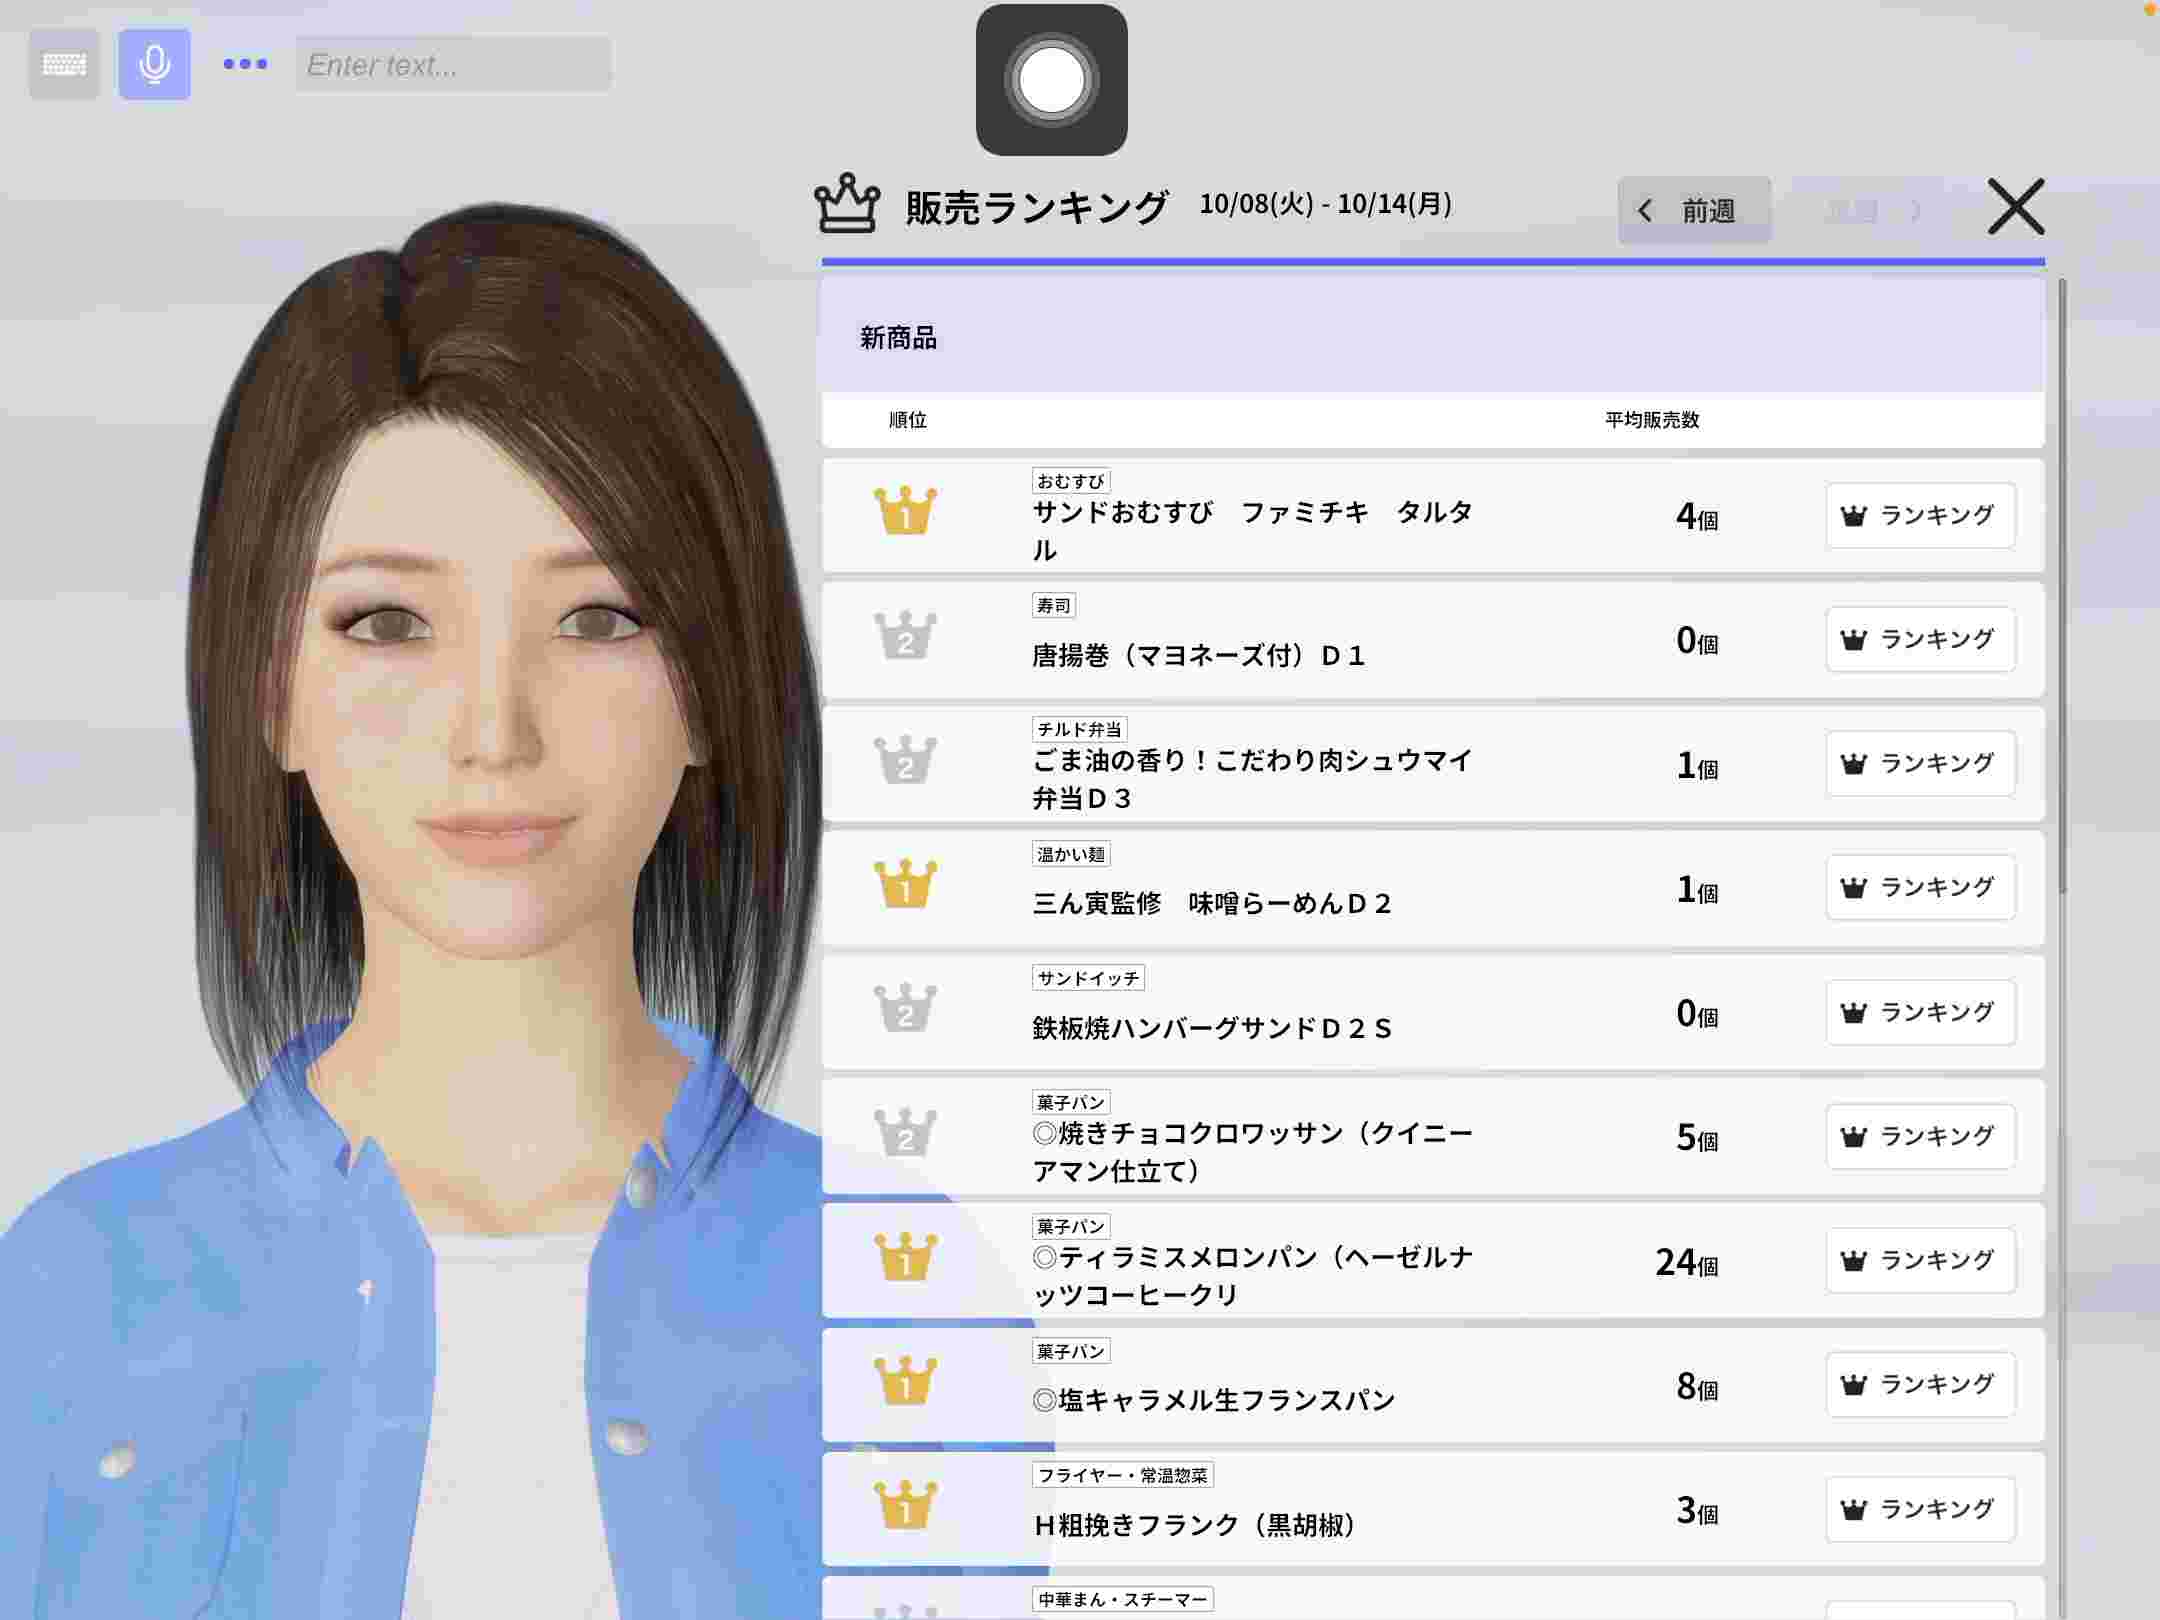 Enter text...
販売ランキング 10/08(火) - 10/14(月)
前週
新商品
順位 平均販売数
1
おむすび
サンドおむすび　ファミチキ　タルタ
ル
4個
ランキング
2
寿司
唐揚巻（マヨネーズ付）Ｄ１
0個
ランキング
2
チルド弁当
ごま油の香り！こだわり肉シュウマイ
弁当Ｄ３
1個
ランキング
1
温かい麺
三ん寅監修　味噌らーめんＤ２
1個
ランキング
2
サンドイッチ
鉄板焼ハンバーグサンドＤ２Ｓ
0個
ランキング
2
菓子パン
◎焼きチョコクロワッサン（クイニー
アマン仕立て）
5個
ランキング
1
菓子パン
◎ティラミスメロンパン（ヘーゼルナ
ッツコーヒークリ
24個
ランキング
1
菓子パン
◎塩キャラメル生フランスパン
8個
ランキング
1
フライヤー・常温惣菜
Ｈ粗挽きフランク（黒胡椒）
3個
ランキング
中華まん・スチーマー